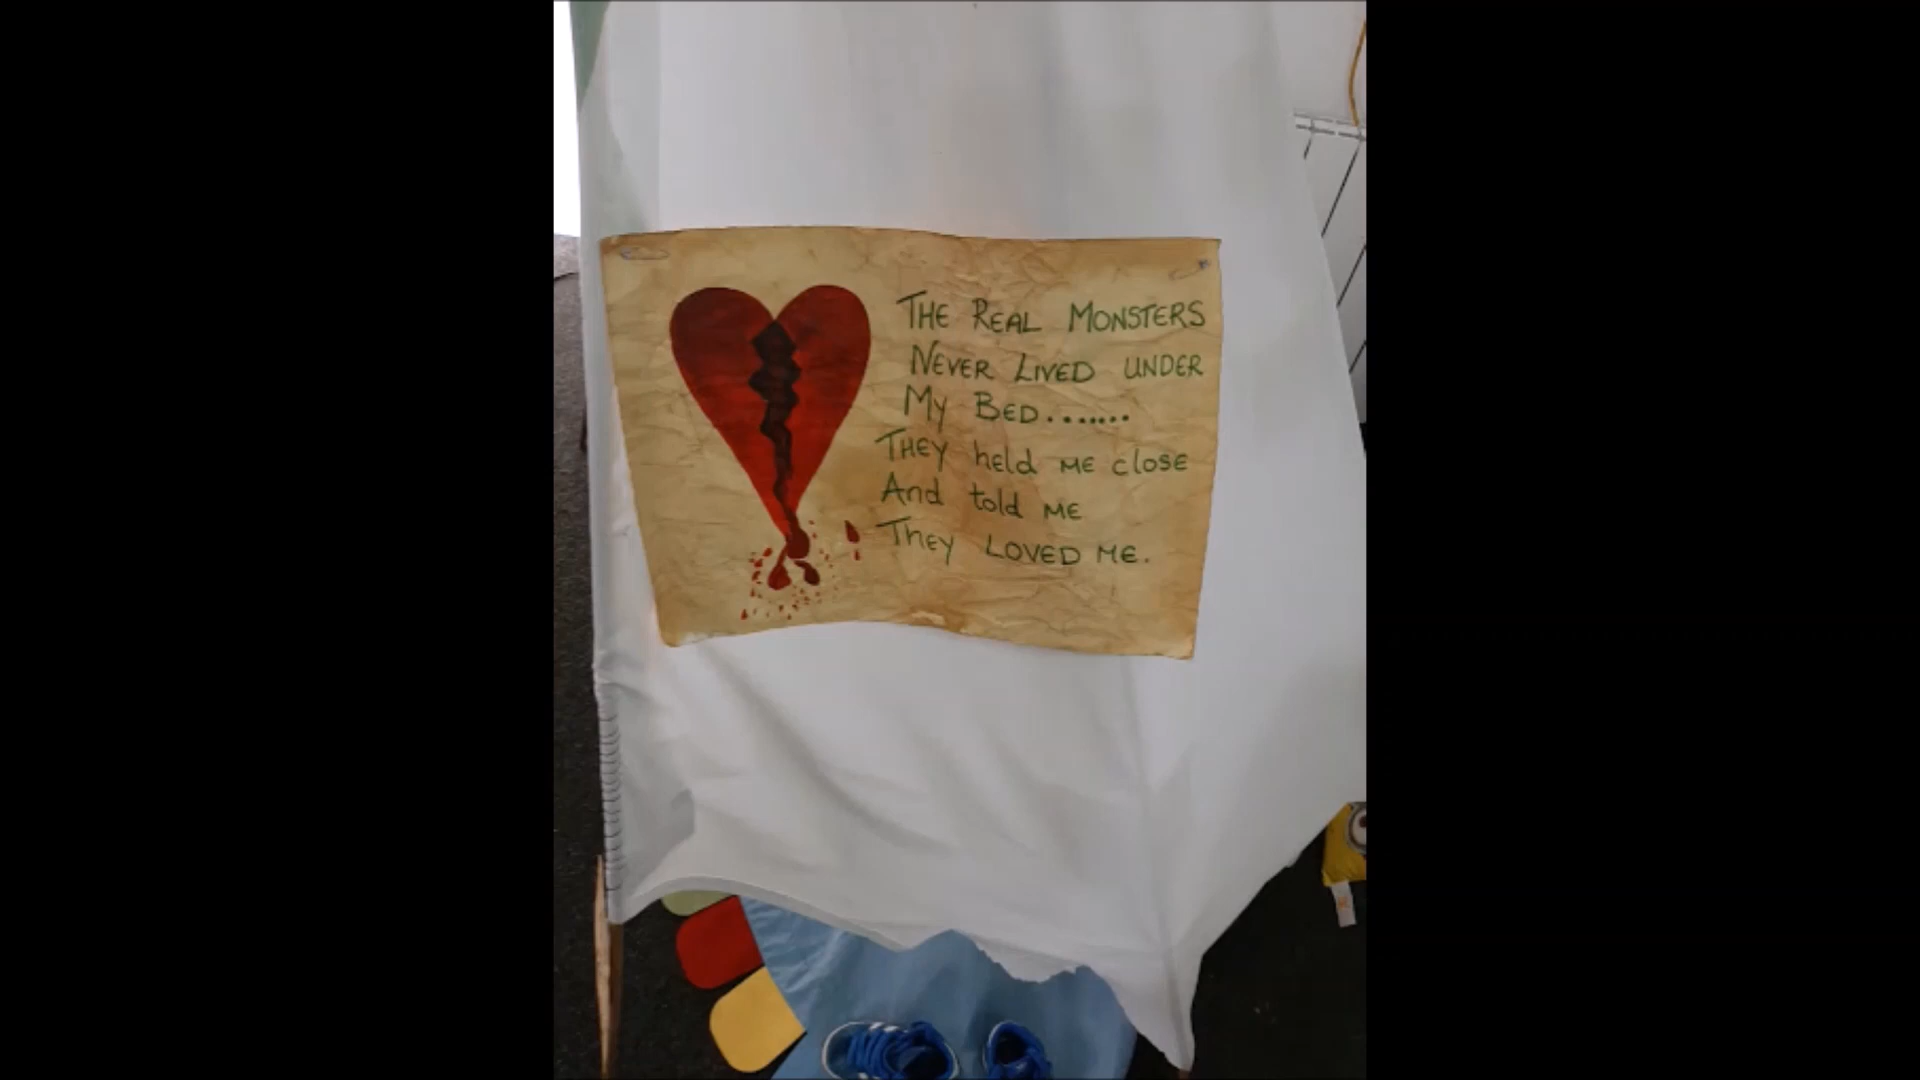 THE REAL MONSTERS
NEVER LIVED UNDER
My BED.......
THEY held ME close
And told ME
They LOVED ME.